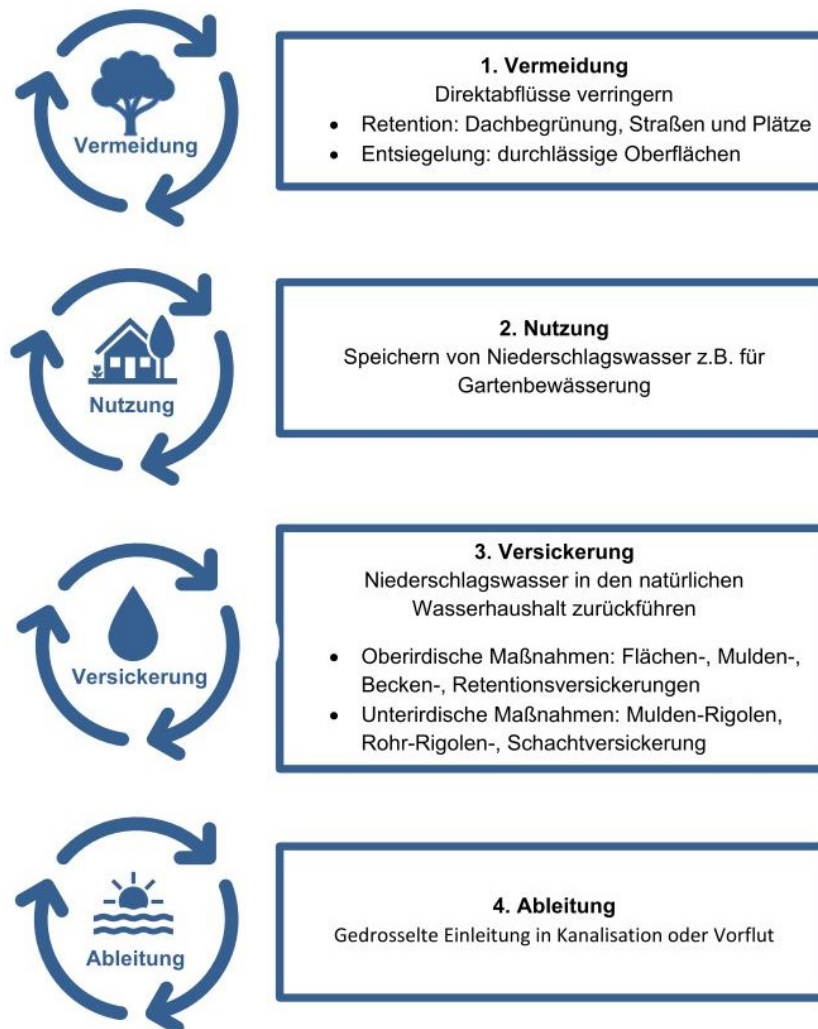 Vermeidung
1. Vermeidung
Direktabflüsse verringern
• Retention: Dachbegrünung, Straßen und Plätze
• Entsiegelung: durchlässige Oberflächen
Nutzung
2. Nutzung
Speichern von Niederschlagswasser z.B. für
Gartenbewässerung
Versickerung
3. Versickerung
Niederschlagswasser in den natürlichen
Wasserhaushalt zurückführen
• Oberirdische Maßnahmen: Flächen-, Mulden-,
Becken-, Retentionsversickerungen
• Unterirdische Maßnahmen: Mulden-Rigolen,
Rohr-Rigolen-, Schachtversickerung
Ableitung
4. Ableitung
Gedrosselte Einleitung in Kanalisation oder Vorflut